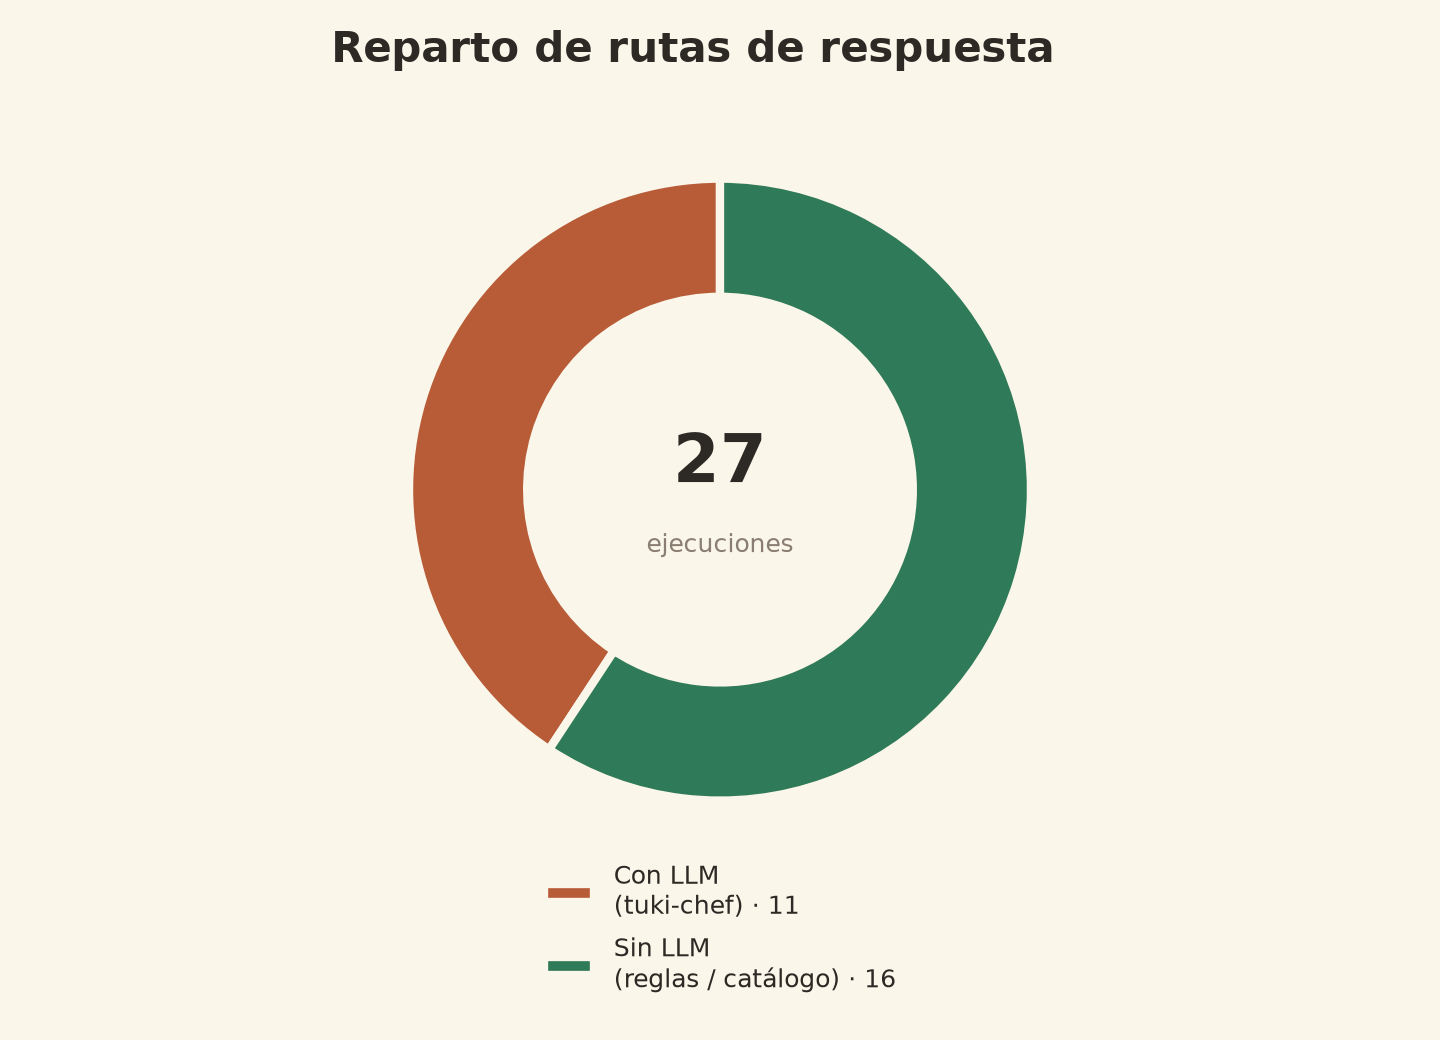 Reparto de rutas de respuesta
27
ejecuciones
Con LLM
(tuki-chef) · 11
Sin LLM
(reglas / catálogo) · 16